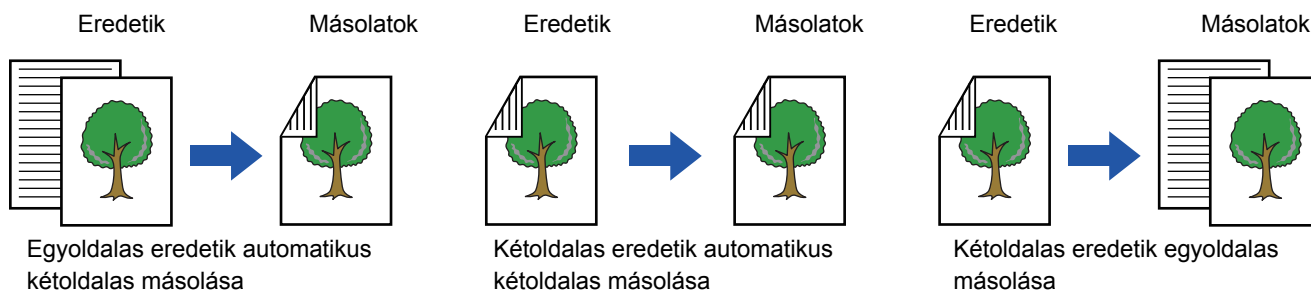 Eredetik Másolatok Eredetik Másolatok Eredetik Másolatok
Egyoldalas eredetik automatikus
kétoldalas másolása
Kétoldalas eredetik automatikus
kétoldalas másolása
Kétoldalas eredetik egyoldalas
másolása